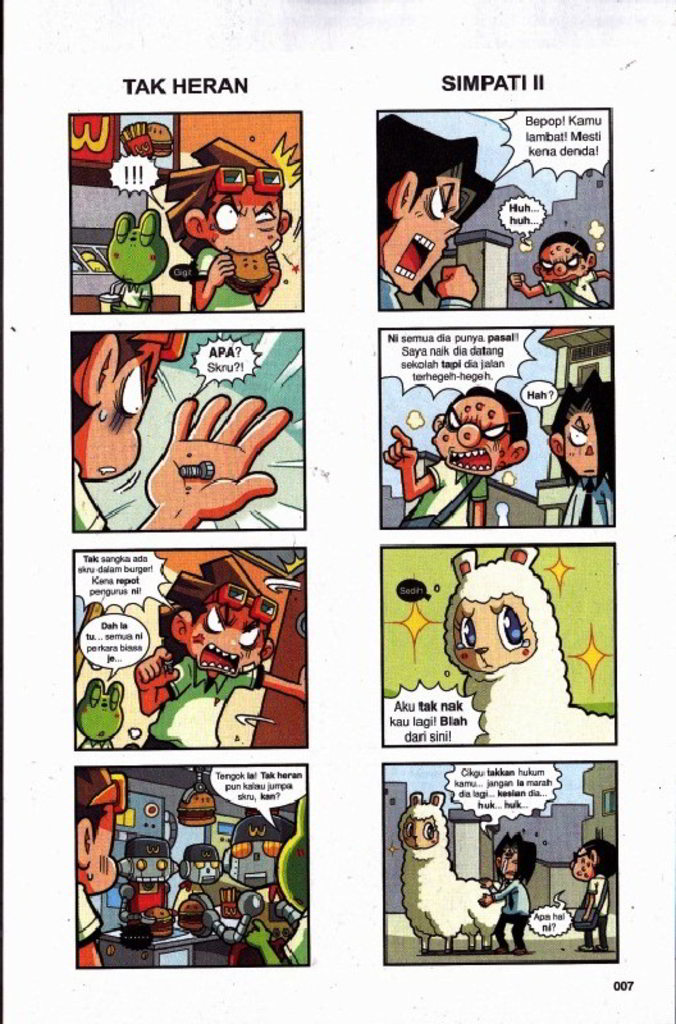 TAK HERAN
!!!
Gigit
APA?
Skru?!
Tak sangka ada
skru dalam burger!
Kena repot
pengurus ni!
Dah la
tu... semua ni
perkara biasa
je...
Tengok la! Tak heran
pun kalau jumpa
skru, kan?
SIMPATI II
Bepop! Kamu
lambat! Mesti
kena denda!
Huh...
huh...
Ni semua dia punya pasal!
Saya naik dia datang
sekolah tapi dia jalan
terhegeh-hegeh.
Hah?
Sedih
Aku tak nak
kau lagi! Blah
dari sini!
Cikgu takkan hukum
kamu... jangan la marah
dia lagi... kesian dia...
huk... huk...
Apa hal
ni?
007